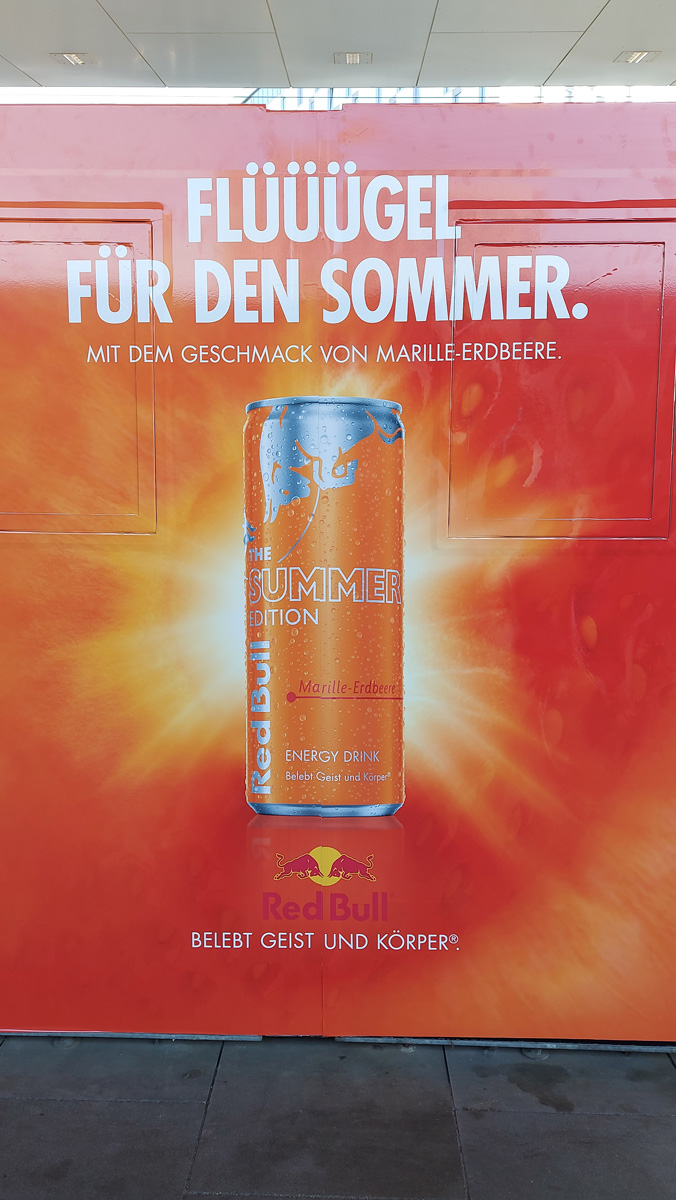 FLÜÜÜGEL
FÜR DEN SOMMER.
MIT DEM GESCHMACK VON MARILLE-ERDBEERE.
THE
SUMMER
EDITION
Red Bull
Marille-Erdbeere
ENERGY DRINK
Belebt Geist und Körper®
Red Bull®
BELEBT GEIST UND KÖRPER®.